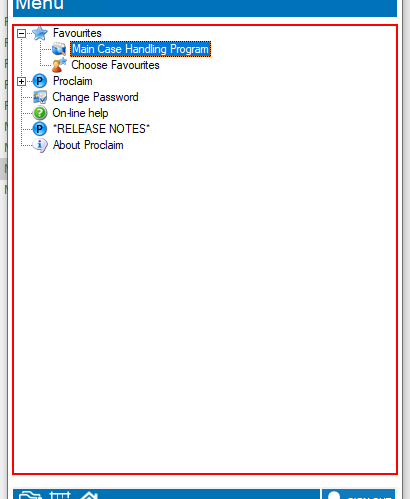 Menu
Favourites
Main Case Handling Program
Choose Favourites
Proclaim
Change Password
On-line help
*RELEASE NOTES*
About Proclaim